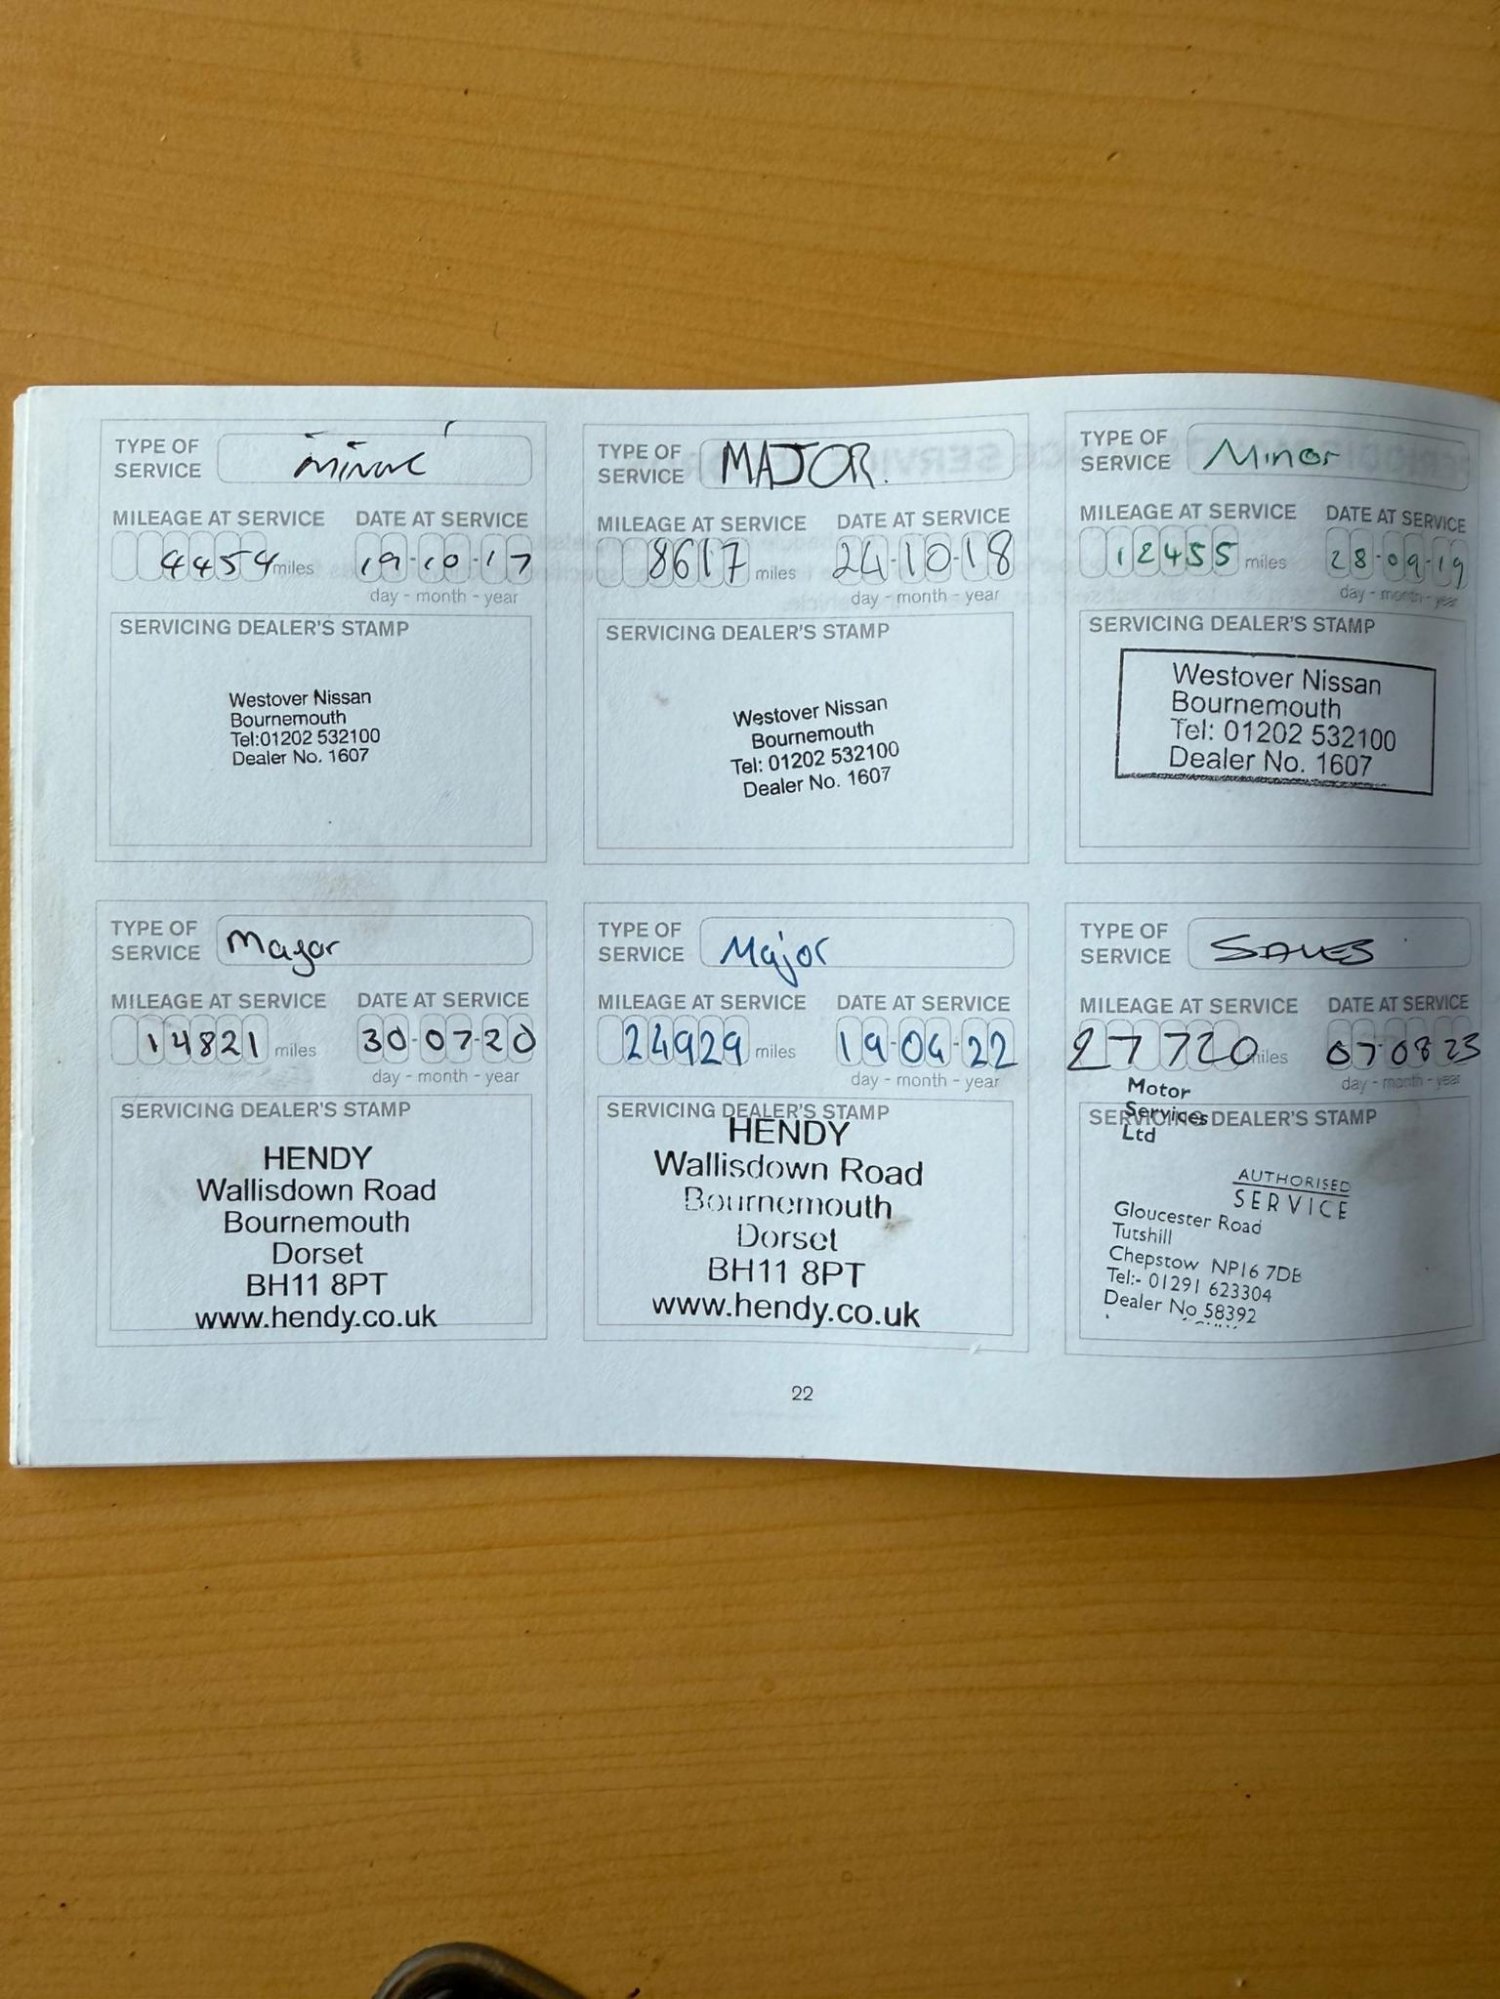 TYPE OF SERVICE minor
MILEAGE AT SERVICE DATE AT SERVICE
4454 miles 19-10-17
day - month - year
SERVICING DEALER'S STAMP
Westover Nissan
Bournemouth
Tel:01202 532100
Dealer No. 1607
TYPE OF SERVICE MAJOR.
MILEAGE AT SERVICE DATE AT SERVICE
8617 miles 24-10-18
day - month - year
SERVICING DEALER'S STAMP
Westover Nissan
Bournemouth
Tel: 01202 532100
Dealer No. 1607
TYPE OF SERVICE Minor
MILEAGE AT SERVICE DATE AT SERVICE
12455 miles 28-09-19
day - month - year
SERVICING DEALER'S STAMP
Westover Nissan
Bournemouth
Tel: 01202 532100
Dealer No. 1607
TYPE OF SERVICE Mayor
MILEAGE AT SERVICE DATE AT SERVICE
14821 miles 30-07-20
day - month - year
SERVICING DEALER'S STAMP
HENDY
Wallisdown Road
Bournemouth
Dorset
BH11 8PT
www.hendy.co.uk
TYPE OF SERVICE Major
MILEAGE AT SERVICE DATE AT SERVICE
24929 miles 19-04-22
day - month - year
SERVICING DEALER'S STAMP
HENDY
Wallisdown Road
Bournemouth
Dorset
BH11 8PT
www.hendy.co.uk
TYPE OF SERVICE
MILEAGE AT SERVICE DATE AT SERVICE
27720 miles 07-08 23
day - month - year
Motor
Services
Ltd
SERVICING DEALER'S STAMP
AUTHORISED
SERVICE
Gloucester Road
Tutshill
Chepstow NP16 7DB
Tel:- 01291 623304
Dealer No 58392
22